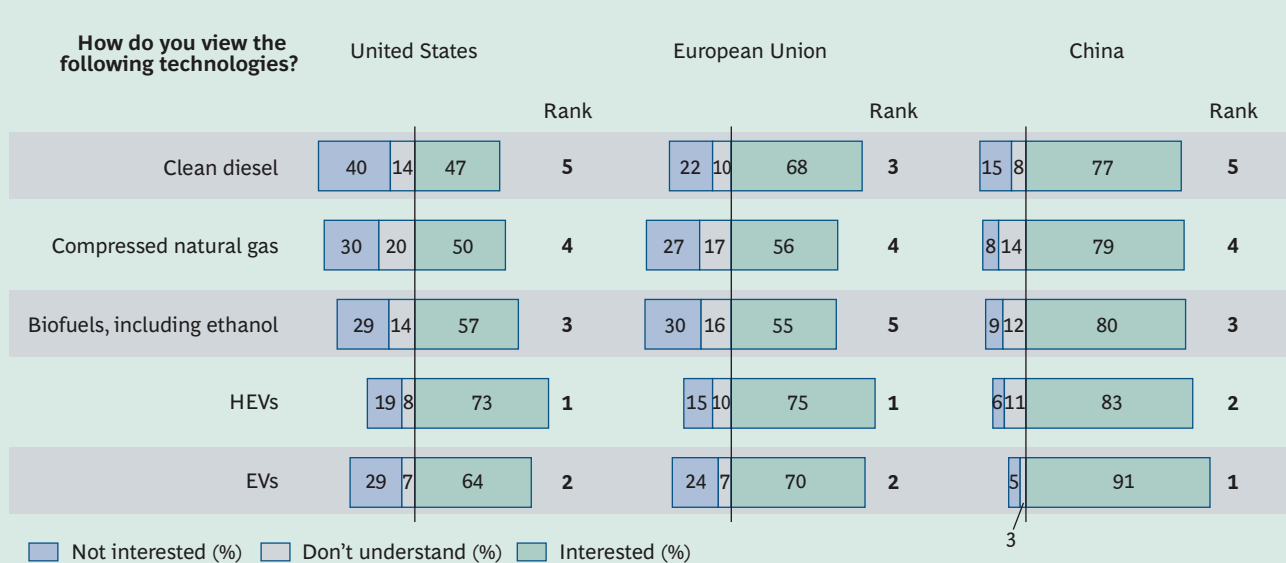 How do you view the
following technologies?
United States European Union China
Rank Rank Rank
Clean diesel 40 14 47 5 22 10 68 3 15 8 77 5
Compressed natural gas 30 20 50 4 27 17 56 4 8 14 79 4
Biofuels, including ethanol 29 14 57 3 30 16 55 5 9 12 80 3
HEVs 19 8 73 1 15 10 75 1 6 11 83 2
EVs 29 7 64 2 24 7 70 2 5 91 1
3
Not interested (%) Don't understand (%) Interested (%)